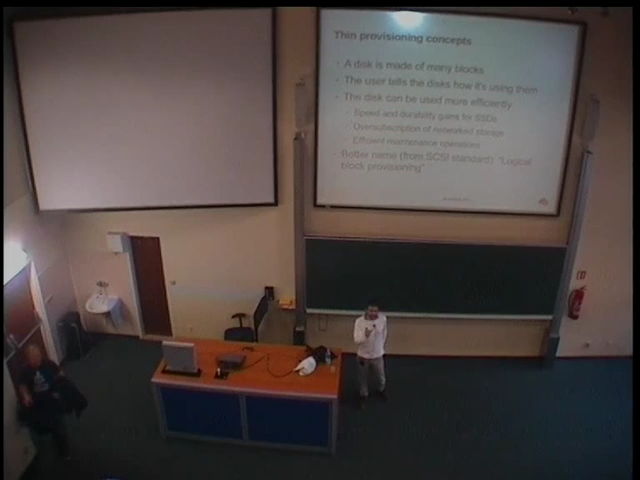 Thin provisioning concepts
A disk is made of many blocks
The user tells the disks how it's using them
The disk can be used more efficiently
Speed and durability gains for SSDs
Oversubscription of networked storage
Efficient maintenance operations
Better name (from SCSI standard) "Logical
block provisioning"